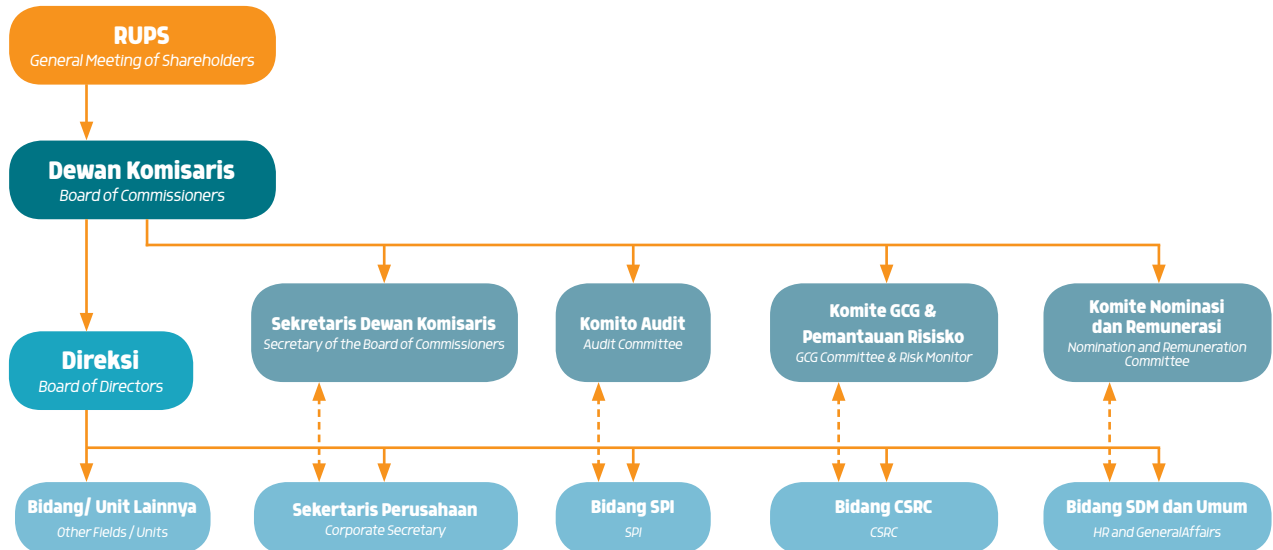 RUPS
General Meeting of Shareholders
Dewan Komisaris
Board of Commissioners
Sekretaris Dewan Komisaris
Secretary of the Board of Commissioners
Komito Audit
Audit Committee
Komite GCG &
Pemantauan Risisko
GCG Committee & Risk Monitor
Komite Nominasi
dan Remunerasi
Nomination and Remuneration
Committee
Direksi
Board of Directors
Bidang/ Unit Lainnya
Other Fields / Units
Sekertaris Perusahaan
Corporate Secretary
Bidang SPI
SPI
Bidang CSRC
CSRC
Bidang SDM dan Umum
HR and GeneralAffairs